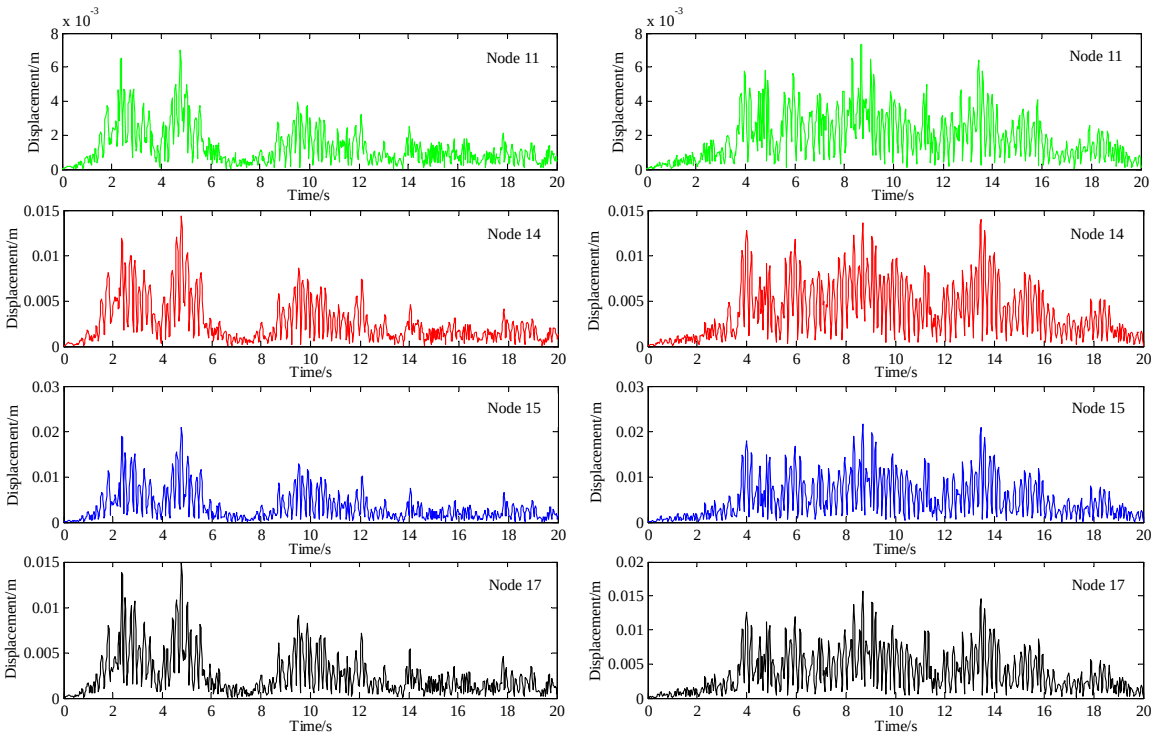 x 10⁻³
8
6
4
2
0
Displacement/m
Node 11
0 2 4 6 8 10 12 14 16 18 20
Time/s
x 10⁻³
8
6
4
2
0
Displacement/m
Node 11
0 2 4 6 8 10 12 14 16 18 20
Time/s
0.015
0.01
0.005
0
Displacement/m
Node 14
0 2 4 6 8 10 12 14 16 18 20
Time/s
0.015
0.01
0.005
0
Displacement/m
Node 14
0 2 4 6 8 10 12 14 16 18 20
Time/s
0.03
0.02
0.01
0
Displacement/m
Node 15
0 2 4 6 8 10 12 14 16 18 20
Time/s
0.03
0.02
0.01
0
Displacement/m
Node 15
0 2 4 6 8 10 12 14 16 18 20
Time/s
0.015
0.01
0.005
0
Displacement/m
Node 17
0 2 4 6 8 10 12 14 16 18 20
Time/s
0.02
0.015
0.01
0.005
0
Displacement/m
Node 17
0 2 4 6 8 10 12 14 16 18 20
Time/s